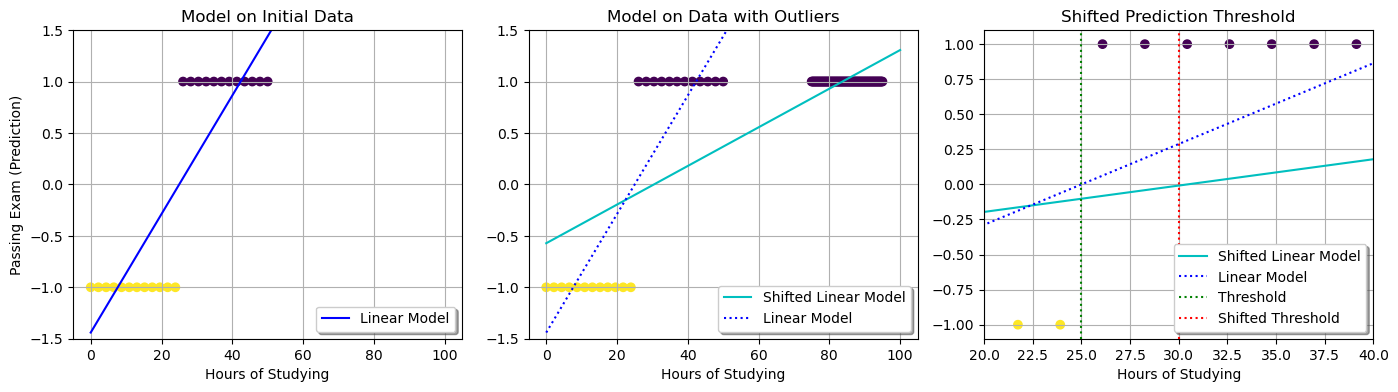 Model on Initial Data
Passing Exam (Prediction)
1.5
1.0
0.5
0.0
−0.5
−1.0
−1.5
0 20 40 60 80 100
Hours of Studying
Linear Model
Model on Data with Outliers
1.5
1.0
0.5
0.0
−0.5
−1.0
−1.5
0 20 40 60 80 100
Hours of Studying
Shifted Linear Model
Linear Model
Shifted Prediction Threshold
1.00
0.75
0.50
0.25
0.00
−0.25
−0.50
−0.75
−1.00
20.0 22.5 25.0 27.5 30.0 32.5 35.0 37.5 40.0
Hours of Studying
Shifted Linear Model
Linear Model
Threshold
Shifted Threshold